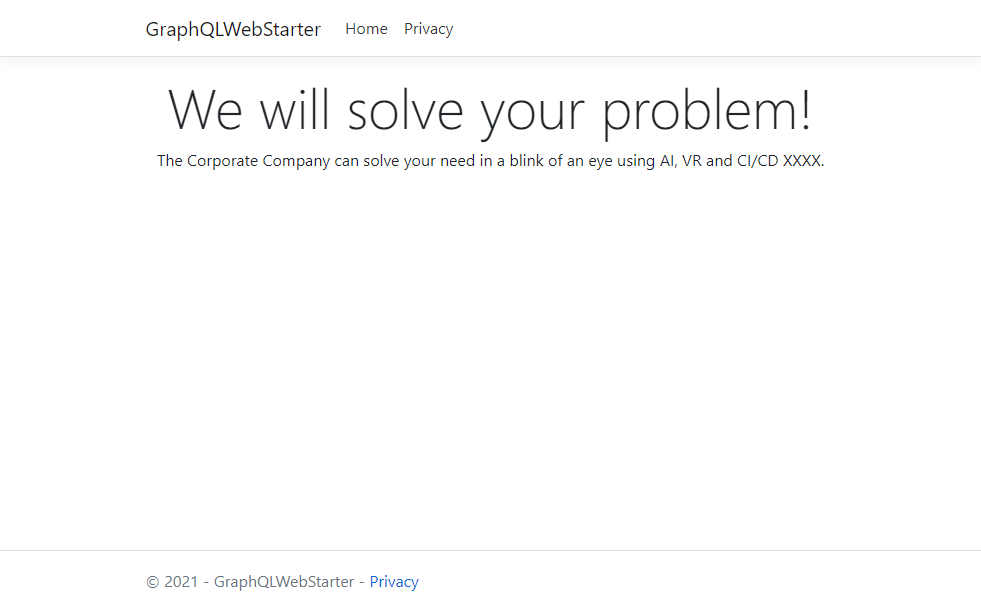 GraphQLWebStarter Home Privacy
We will solve your problem!
The Corporate Company can solve your need in a blink of an eye using AI, VR and CI/CD XXXX.
© 2021 - GraphQLWebStarter - Privacy